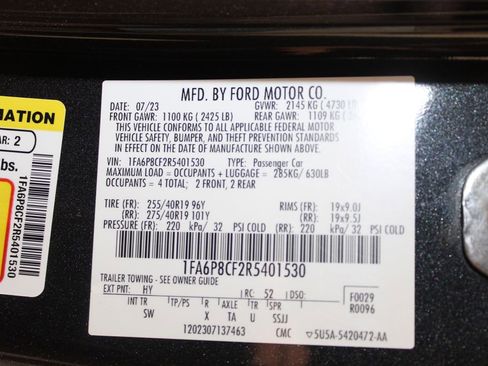 MFD. BY FORD MOTOR CO.
DATE: 07/23 GVWR: 2145 KG ( 4730
FRONT GAWR: 1100 KG ( 2425 LB) REAR GAWR: 1109 KG (
THIS VEHICLE CONFORMS TO ALL APPLICABLE FEDERAL MOTOR
VEHICLE SAFETY, BUMPER, AND THEFT PREVENTION STANDARDS
IN EFFECT ON THE DATE OF MANUFACTURE SHOWN ABOVE.
VIN: 1FA6P8CF2R5401530 TYPE: Passenger Car
MAXIMUM LOAD = OCCUPANTS + LUGGAGE = 285KG/ 630LB
OCCUPANTS = 4 TOTAL; 2 FRONT, 2 REAR
TIRE (FR): 255/40R19 96Y RIMS (FR): 19x9.0J
(RR): 275/40R19 101Y (RR): 19x9.5J
PRESSURE (FR): 220 kPa/ 32 PSI COLD (RR): 220 kPa/ 32 PSI COLD
1FA6P8CF2R5401530
TRAILER TOWING - SEE OWNER GUIDE
EXT PNT: HY RC: 52 DSO: F0029
INT TR TP/PS R AXLE TR SPR R0096
SW X TA U SSJJ
1202307137463 CMC 5U5A-5420472-AA
MATION
AR: 2
bs.
1FA6P8CF2R5401530